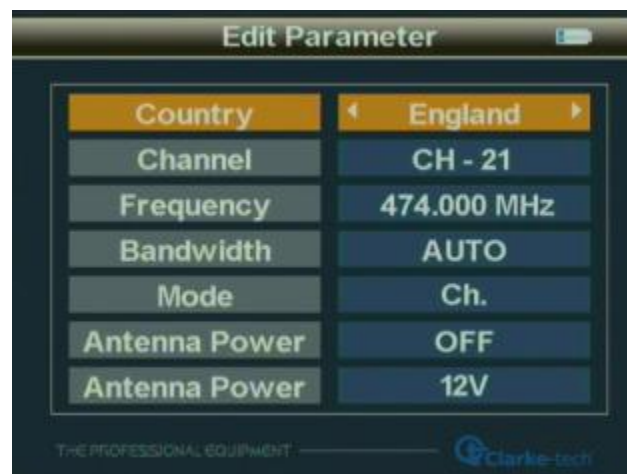 Edit Parameter
Country England
Channel CH - 21
Frequency 474.000 MHz
Bandwidth AUTO
Mode Ch.
Antenna Power OFF
Antenna Power 12V
THE PROFESSIONAL EQUIPMENT Clarke-tech